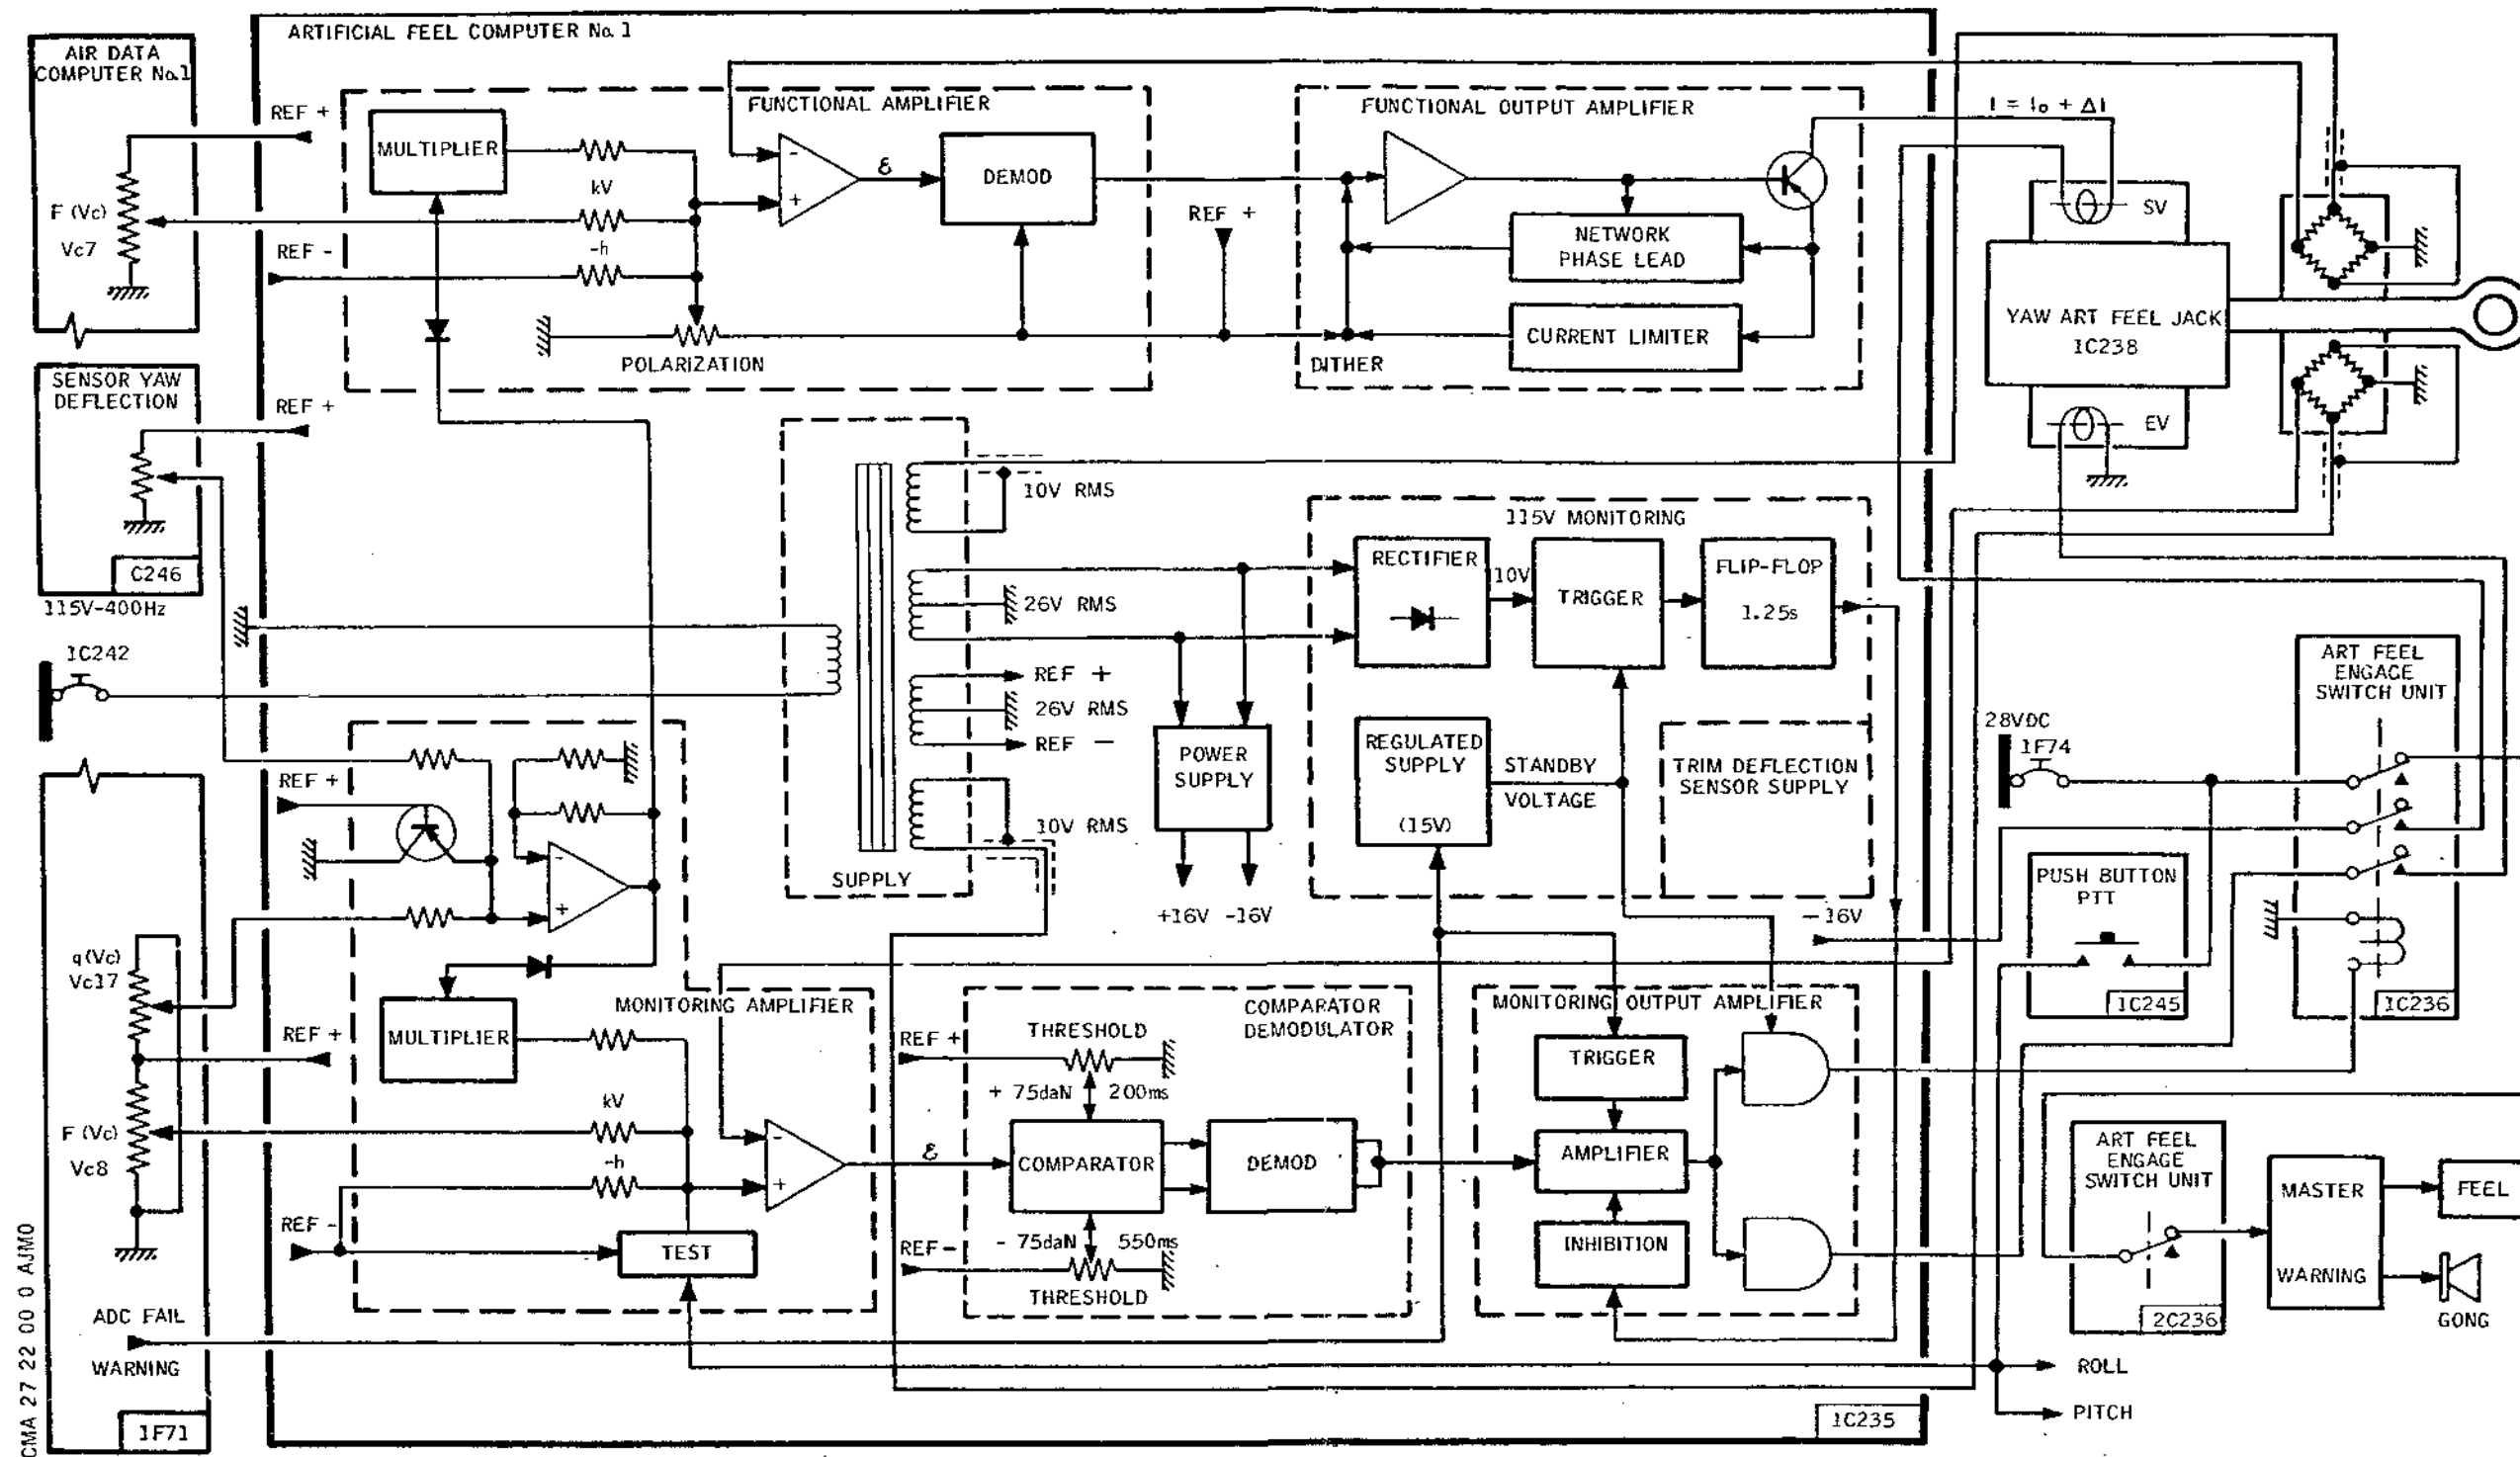 ARTIFICIAL FEEL COMPUTER No.1
AIR DATA
COMPUTER No.1
REF +
F (Vc)
Vc7
REF -
MULTIPLIER
kV
-h
FUNCTIONAL AMPLIFIER
-
+
ε
DEMOD
POLARIZATION
REF +
FUNCTIONAL OUTPUT AMPLIFIER
NETWORK
PHASE LEAD
CURRENT LIMITER
DITHER
I = Io + ΔI
SV
YAW ART FEEL JACK
1C238
EV
SENSOR YAW
DEFLECTION
REF +
C246
115V-400Hz
1C242
10V RMS
26V RMS
REF +
26V RMS
REF -
10V RMS
SUPPLY
POWER
SUPPLY
+16V -16V
115V MONITORING
RECTIFIER
10V
TRIGGER
FLIP-FLOP
1.25s
REGULATED
SUPPLY
(15V)
STANDBY
VOLTAGE
TRIM DEFLECTION
SENSOR SUPPLY
-16V
28VDC
1F74
ART FEEL
ENGAGE
SWITCH UNIT
PUSH BUTTON
PTT
1C245
1C236
REF +
-
+
q(Vc)
Vc17
REF +
F (Vc)
Vc8
REF -
MULTIPLIER
MONITORING AMPLIFIER
kV
-h
-
+
TEST
ε
REF +
THRESHOLD
COMPARATOR
DEMODULATOR
+ 75daN 200ms
COMPARATOR
DEMOD
REF -
- 75daN 550ms
THRESHOLD
MONITORING OUTPUT AMPLIFIER
TRIGGER
AMPLIFIER
INHIBITION
ART FEEL
ENGAGE
SWITCH UNIT
2C236
MASTER
WARNING
FEEL
GONG
ADC FAIL
WARNING
1F71
1C235
ROLL
PITCH
CMA 27 22 00 0 AJM0